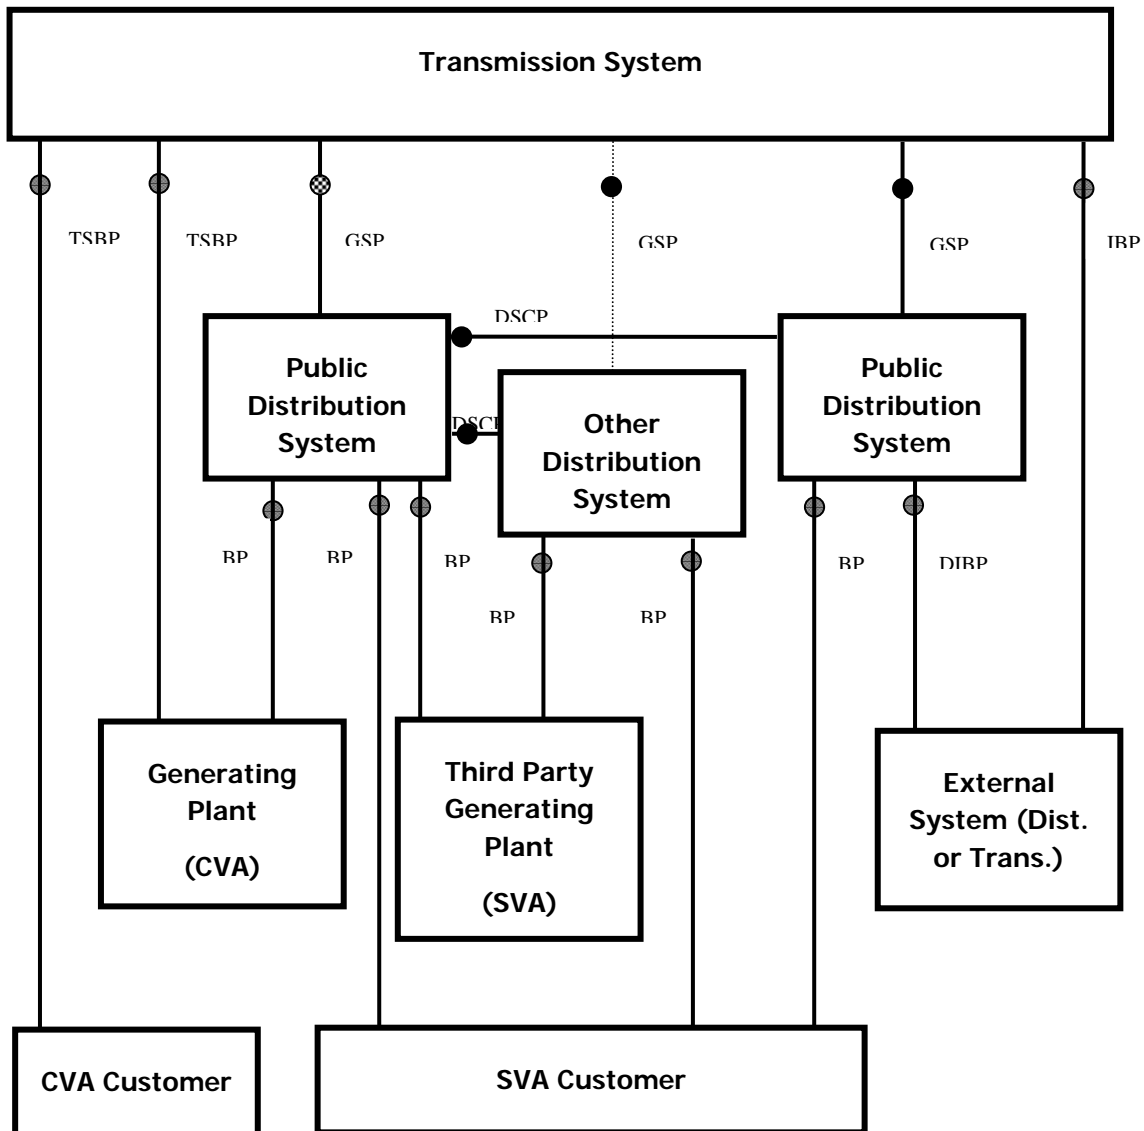 Transmission System
TSBP
TSBP
GSP
GSP
GSP
IBP
DSCP
Public
Distribution
System
Public
Distribution
System
DSCP
Other
Distribution
System
BP
BP
BP
BP
DIBP
BP
BP
Generating
Plant
(CVA)
Third Party
Generating
Plant
(SVA)
External
System (Dist.
or Trans.)
CVA Customer
SVA Customer